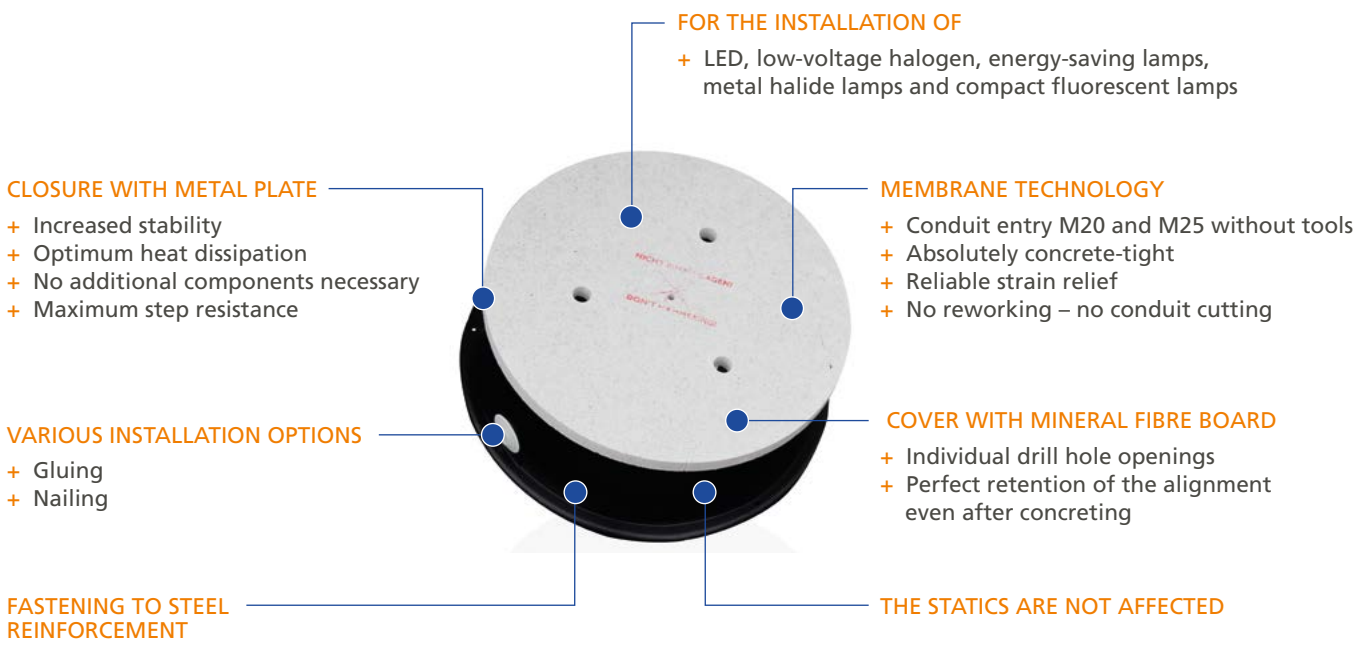 FOR THE INSTALLATION OF
+ LED, low-voltage halogen, energy-saving lamps,
metal halide lamps and compact fluorescent lamps
CLOSURE WITH METAL PLATE
+ Increased stability
+ Optimum heat dissipation
+ No additional components necessary
+ Maximum step resistance
MEMBRANE TECHNOLOGY
+ Conduit entry M20 and M25 without tools
+ Absolutely concrete-tight
+ Reliable strain relief
+ No reworking – no conduit cutting
NICHT
DON'T
VARIOUS INSTALLATION OPTIONS
+ Gluing
+ Nailing
COVER WITH MINERAL FIBRE BOARD
+ Individual drill hole openings
+ Perfect retention of the alignment
even after concreting
FASTENING TO STEEL
REINFORCEMENT
THE STATICS ARE NOT AFFECTED